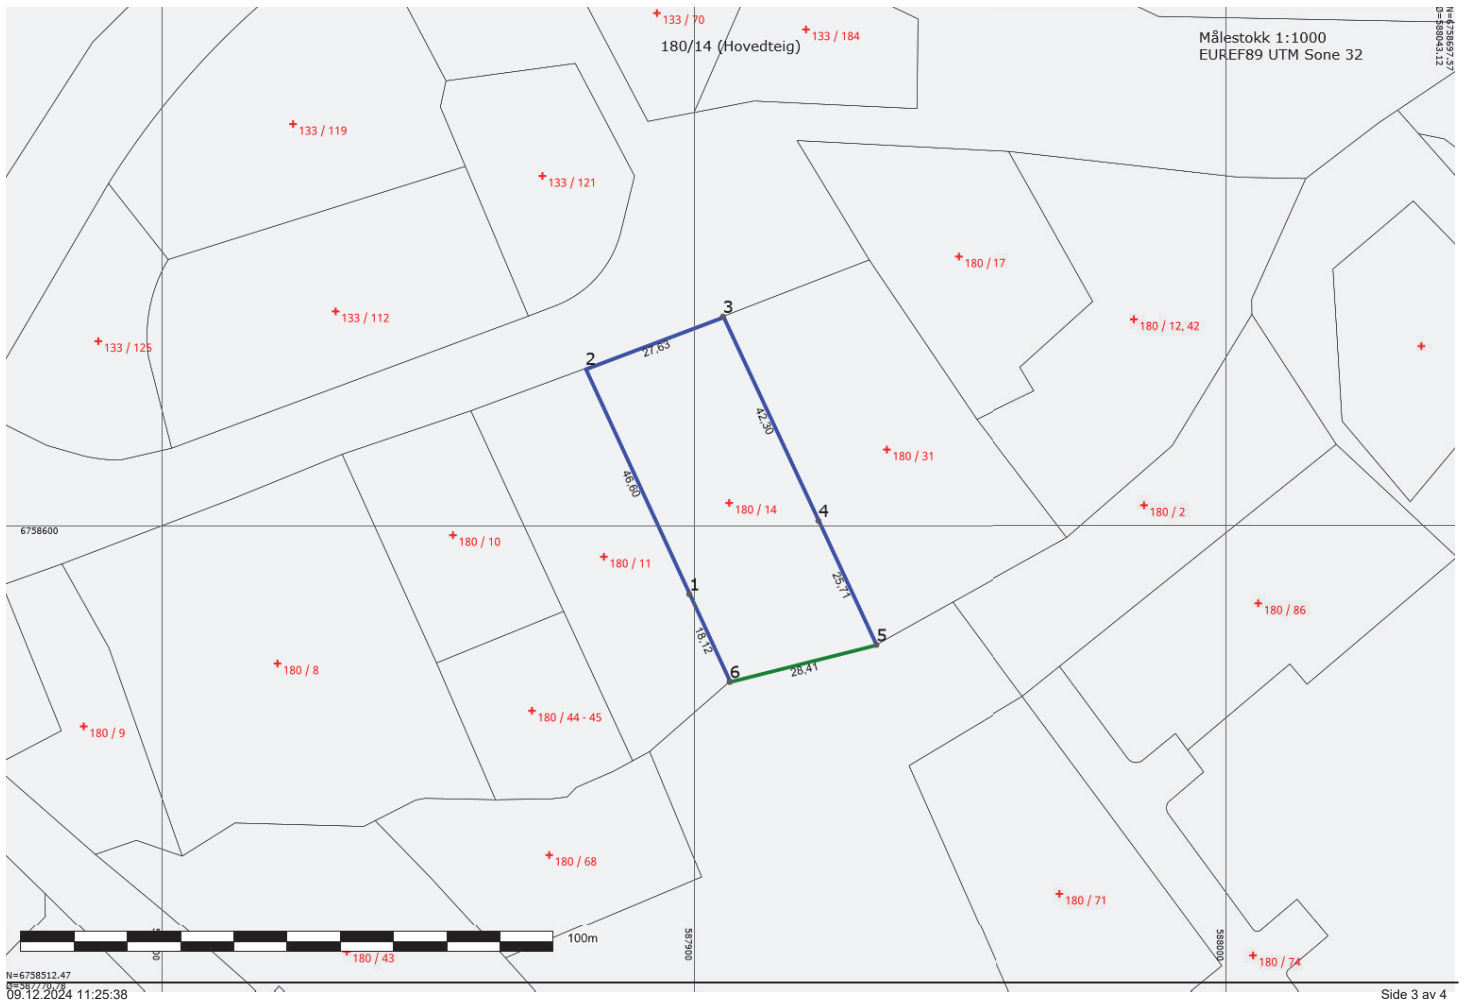 133 / 70
180/14 (Hovedteig)
133 / 184
Målestokk 1:1000
EUREF89 UTM Sone 32
N=6758697.57
Ø=588043.12
133 / 119
133 / 121
180 / 17
133 / 112
133 / 125
180 / 12, 42
3
2
27,63
42,30
46,60
180 / 31
180 / 14
4
180 / 2
6758600
180 / 10
180 / 11
1
25,71
180 / 86
18,12
5
6
28,41
180 / 8
180 / 44 - 45
180 / 9
180 / 68
180 / 71
100m
587900
588000
180 / 43
180 / 74
N=6758512.47
Ø=587770.78
09.12.2024 11:25:38
Side 3 av 4